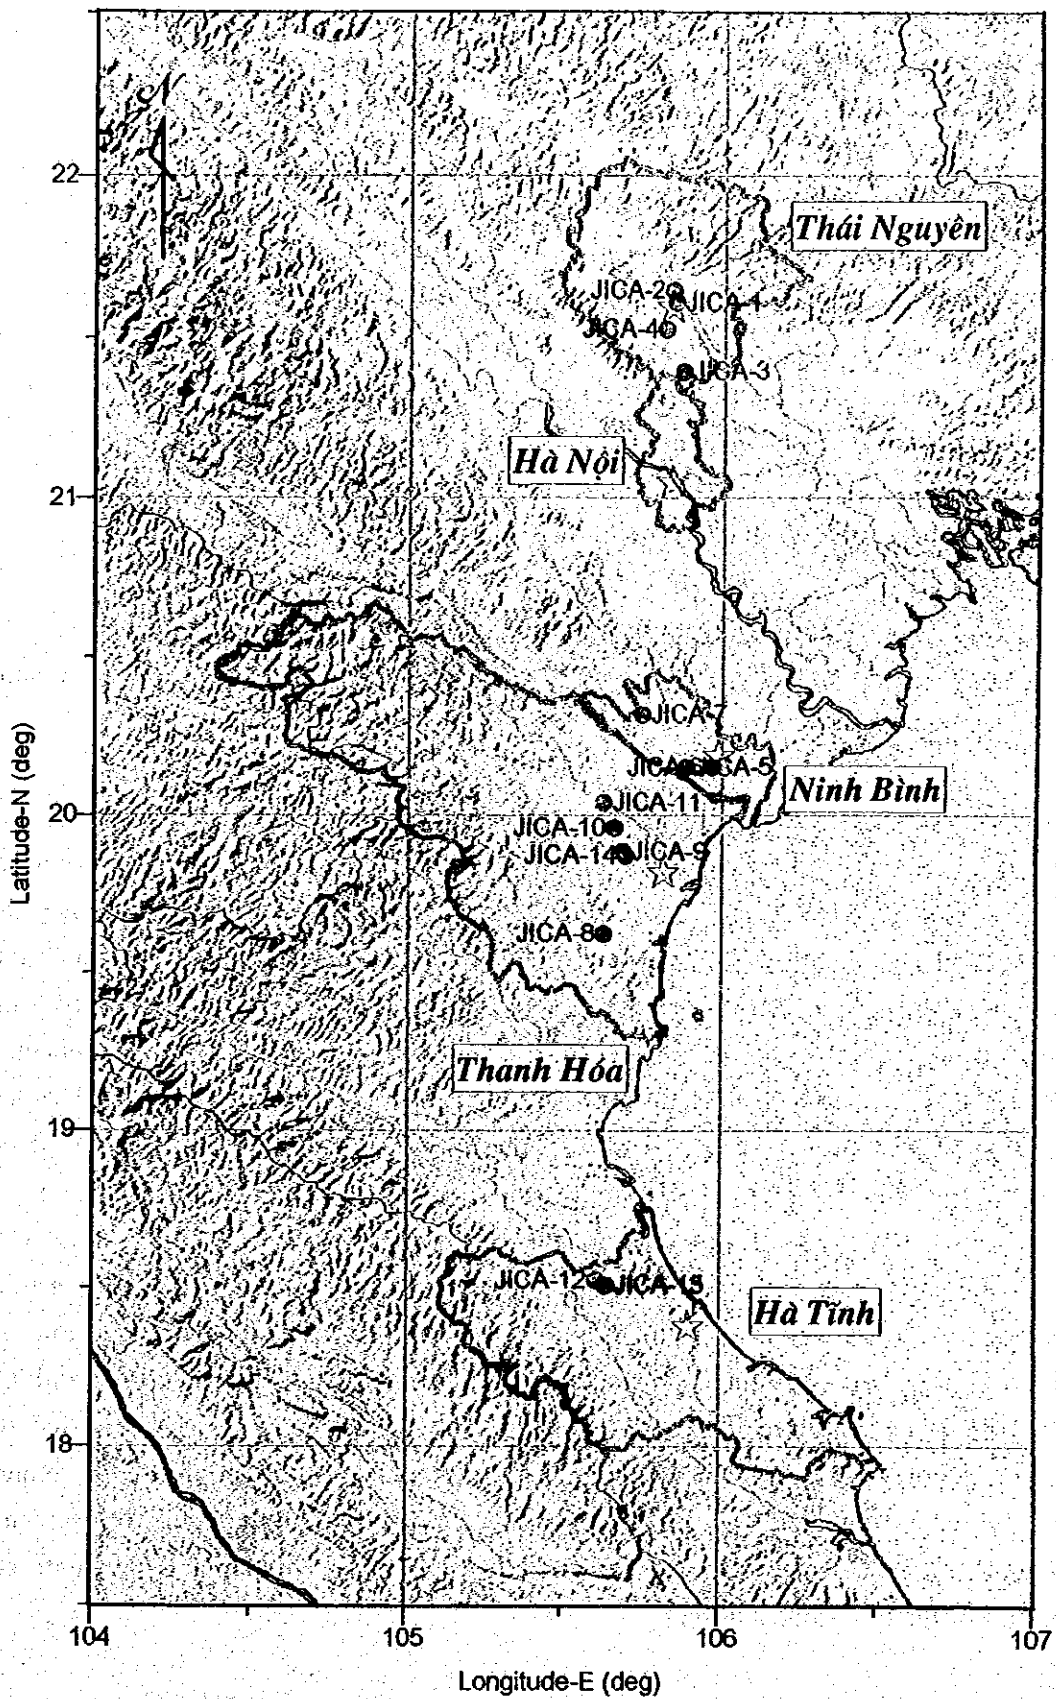 22
Thái Nguyên
JICA-2
JICA-1
JICA-4
JICA-3
Hà Nội
21
JICA-7
JICA-5
Ninh Bình
JICA-11
20
JICA-10
JICA-9
JICA-14
JICA-8
Latitude-N (deg)
Thanh Hóa
19
JICA-12
JICA-15
Hà Tĩnh
18
104
105
106
107
Longitude-E (deg)